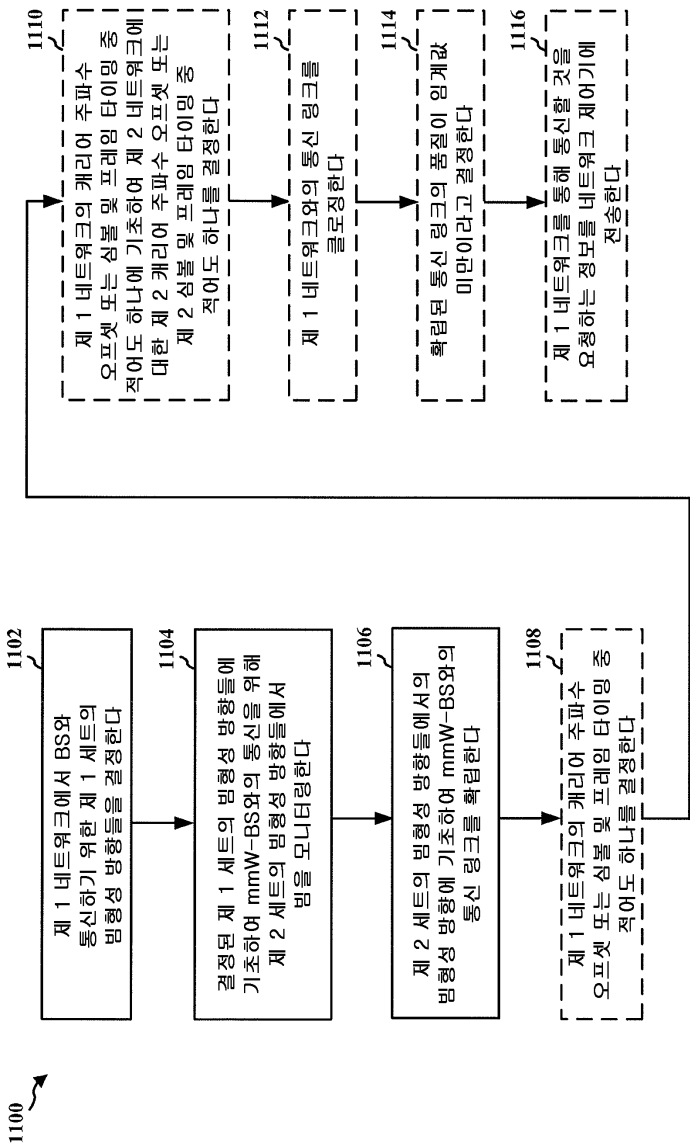 1100
1102
제 1 네트워크에서 BS와
통신하기 위한 제 1 세트의
빔형성 방향들을 결정한다
1104
결정된 제 1 세트의 빔형성 방향들에
기초하여 mmW-BS와의 통신을 위해
제 2 세트의 빔형성 방향들에서
빔을 모니터링한다
1106
제 2 세트의 빔형성 방향들에서의
빔형성 방향에 기초하여 mmW-BS와의
통신 링크를 확립한다
1108
제 1 네트워크의 캐리어 주파수
오프셋 또는 심볼 및 프레임 타이밍 중
적어도 하나를 결정한다
1110
제 1 네트워크의 캐리어 주파수
오프셋 또는 심볼 및 프레임 타이밍 중
적어도 하나에 기초하여 제 2 네트워크에
대한 제 2 캐리어 주파수 오프셋 또는
제 2 심볼 및 프레임 타이밍 중
적어도 하나를 결정한다
1112
제 1 네트워크와의 통신 링크를
클로징한다
1114
확립된 통신 링크의 품질이 임계값
미만이라고 결정한다
1116
제 1 네트워크를 통해 통신할 것을
요청하는 정보를 네트워크 제어기에
전송한다